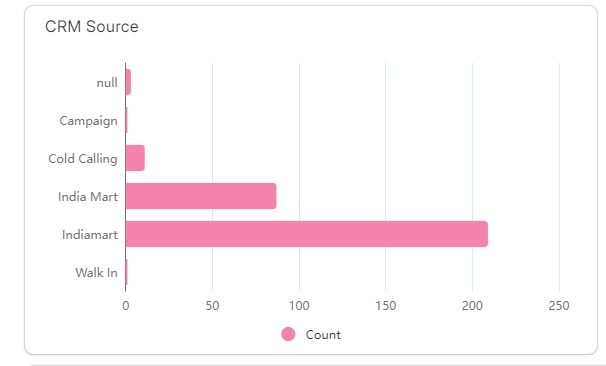 CRM Source
null
Campaign
Cold Calling
India Mart
Indiamart
Walk In
0 50 100 150 200 250
Count